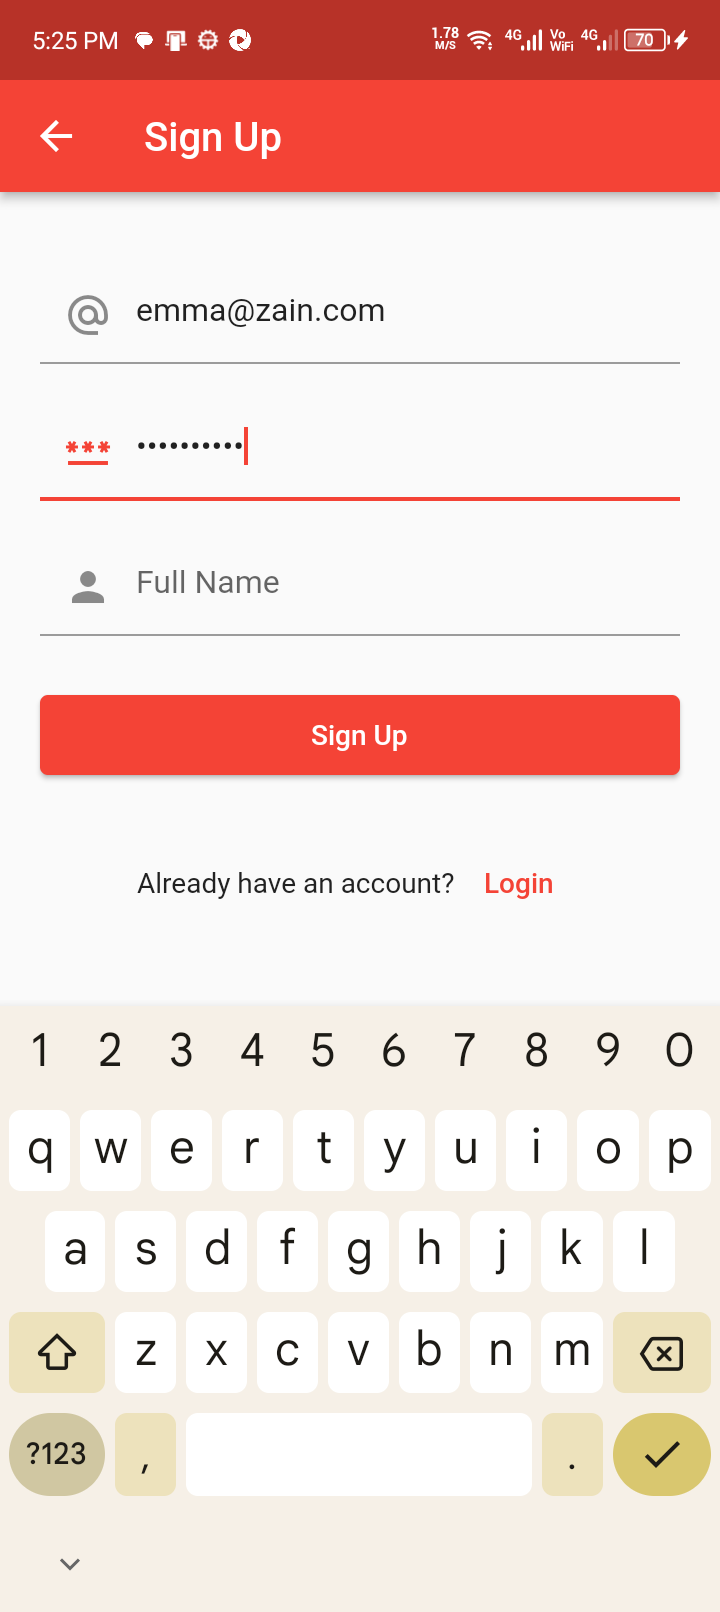 5:25 PM 1.78 M/S 4G Vo WiFi 4G 70
Sign Up
emma@zain.com
***
••••••••••
Full Name
Sign Up
Already have an account? Login
1 2 3 4 5 6 7 8 9 0
q w e r t y u i o p
a s d f g h j k l
z x c v b n m
?123 , .